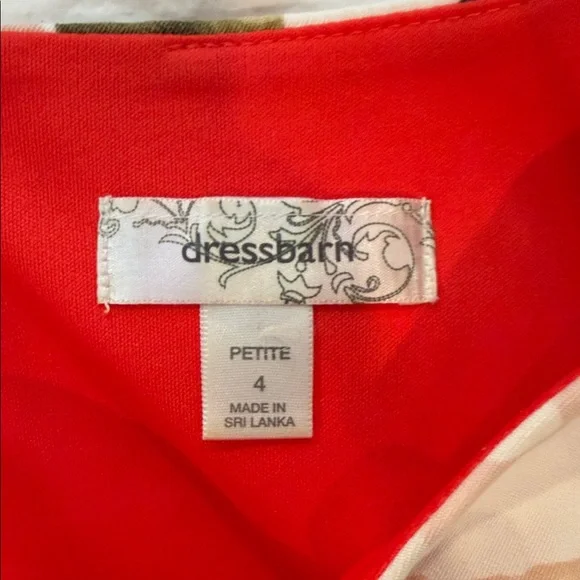 dressbarn
PETITE
4
MADE IN
SRI LANKA